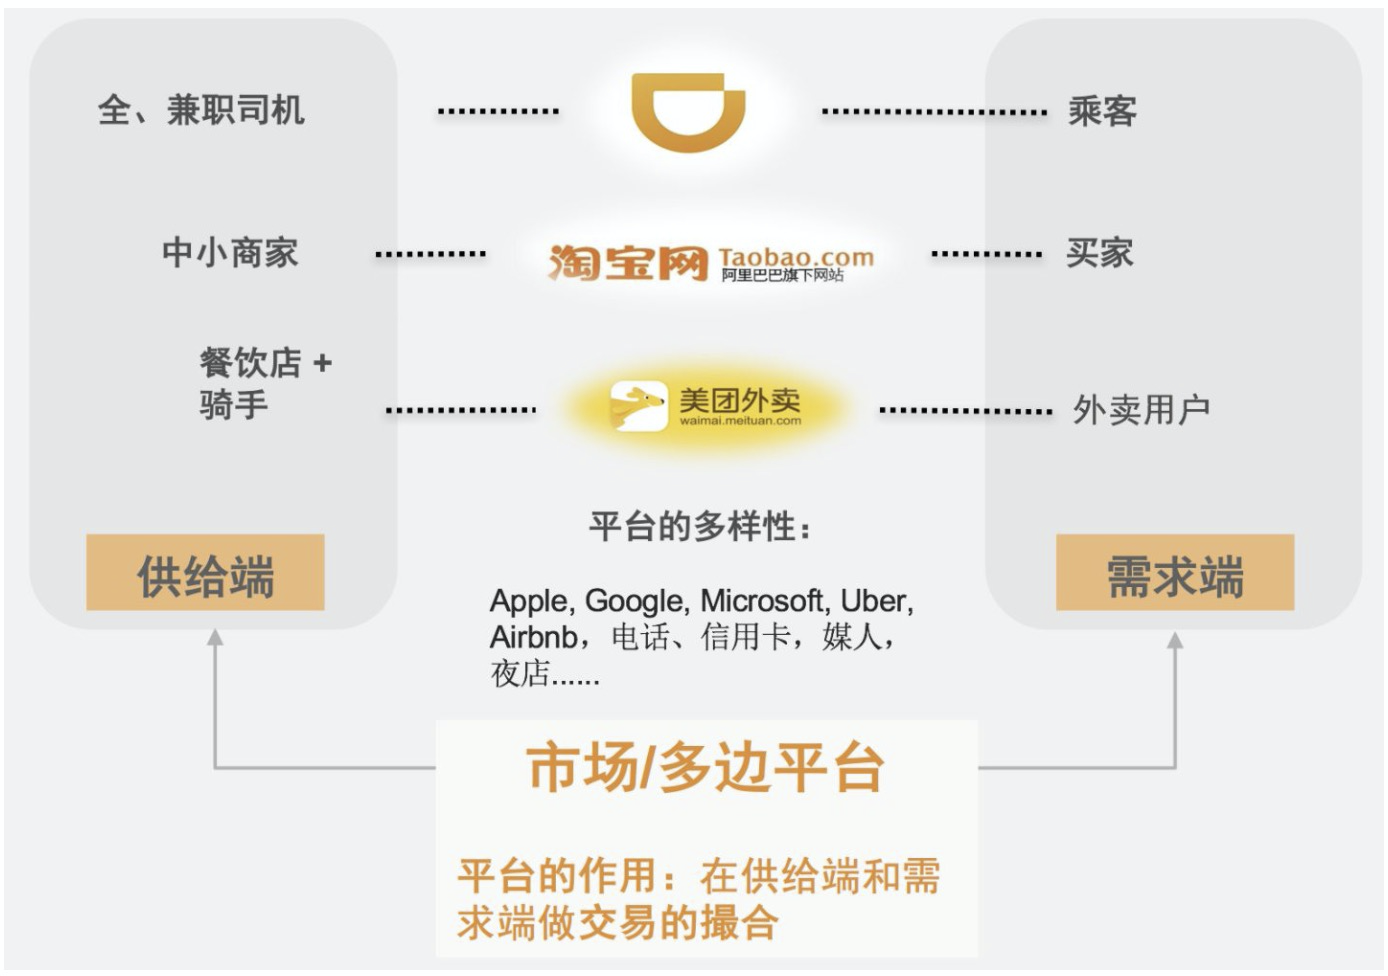 全、兼职司机
乘客
中小商家
淘宝网 Taobao.com
阿里巴巴旗下网站
买家
餐饮店 +
骑手
美团外卖
waimai.meituan.com
外卖用户
平台的多样性：
供给端
需求端
Apple, Google, Microsoft, Uber,
Airbnb，电话、信用卡，媒人，
夜店......
市场/多边平台
平台的作用：在供给端和需
求端做交易的撮合